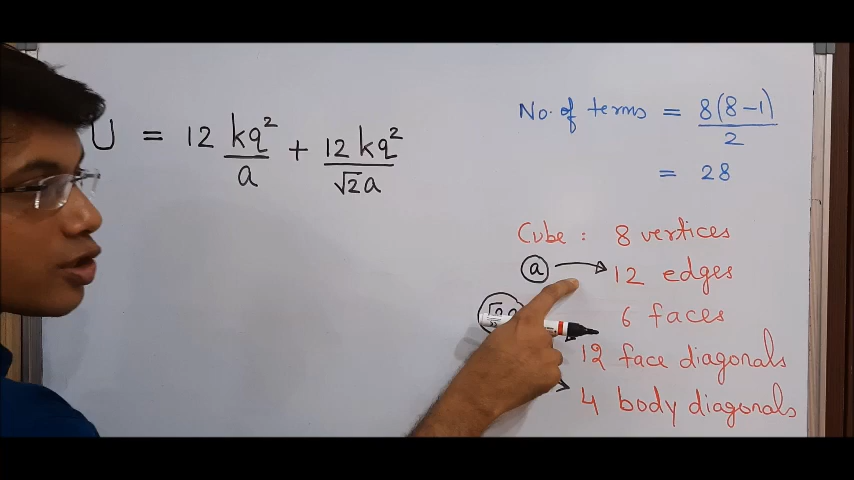 U = 12 kq²/a + 12 kq²/√2a
No. of terms = 8(8-1)/2
= 28
Cube : 8 vertices
a → 12 edges
6 faces
12 face diagonals
4 body diagonals